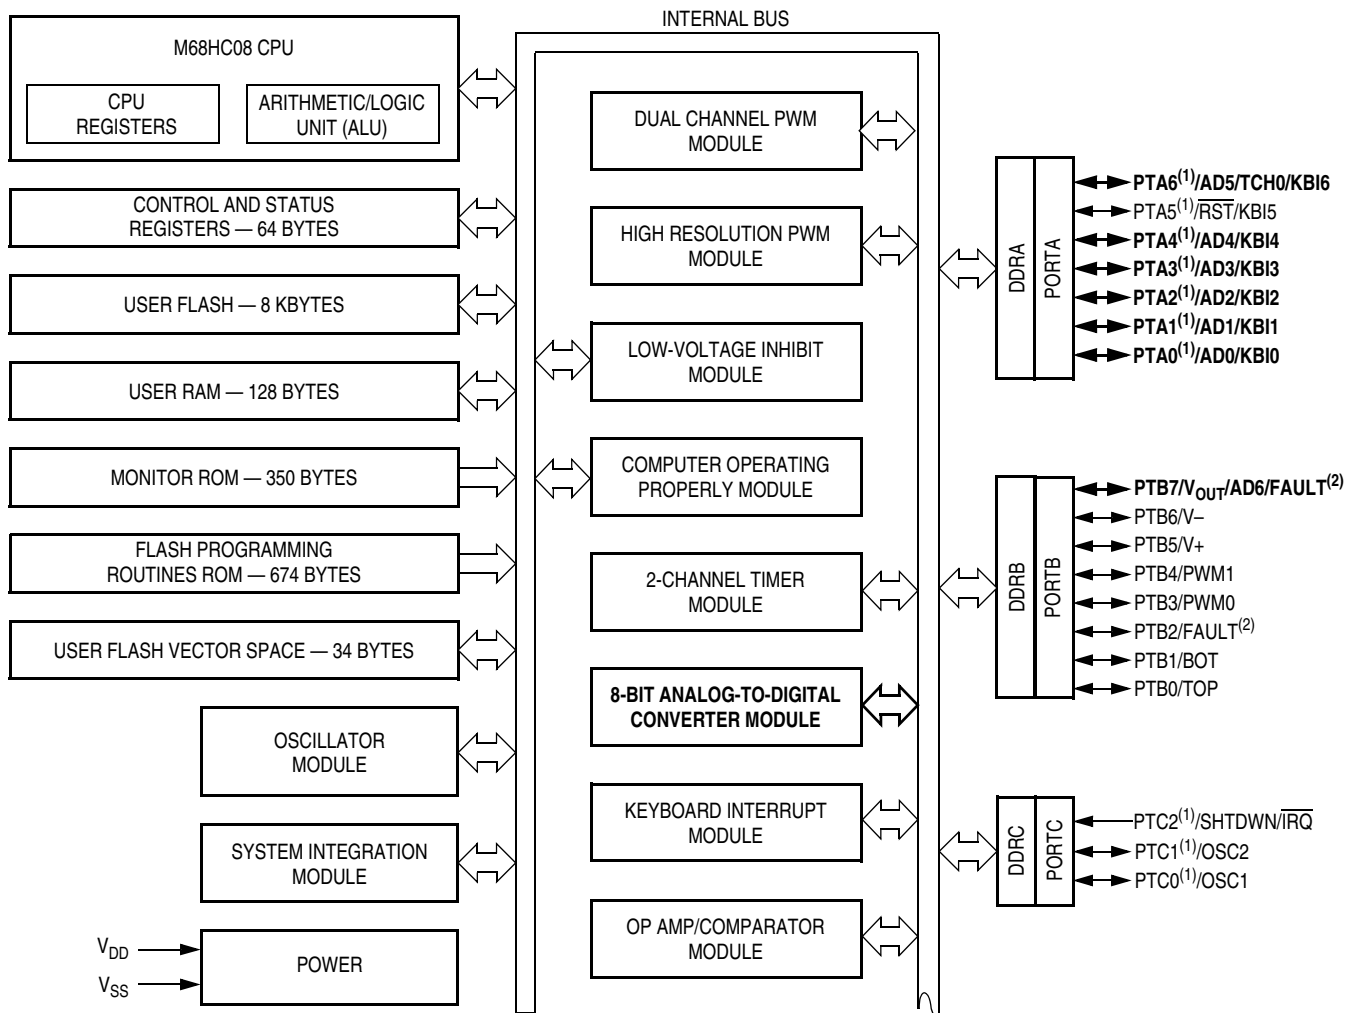 INTERNAL BUS
M68HC08 CPU
CPU
REGISTERS
ARITHMETIC/LOGIC
UNIT (ALU)
CONTROL AND STATUS
REGISTERS — 64 BYTES
USER FLASH — 8 KBYTES
USER RAM — 128 BYTES
MONITOR ROM — 350 BYTES
FLASH PROGRAMMING
ROUTINES ROM — 674 BYTES
USER FLASH VECTOR SPACE — 34 BYTES
OSCILLATOR
MODULE
SYSTEM INTEGRATION
MODULE
V_DD
V_SS
POWER
DUAL CHANNEL PWM
MODULE
HIGH RESOLUTION PWM
MODULE
LOW-VOLTAGE INHIBIT
MODULE
COMPUTER OPERATING
PROPERLY MODULE
2-CHANNEL TIMER
MODULE
8-BIT ANALOG-TO-DIGITAL
CONVERTER MODULE
KEYBOARD INTERRUPT
MODULE
OP AMP/COMPARATOR
MODULE
DDRA
PORTA
PTA6(1)/AD5/TCH0/KBI6
PTA5(1)/R̅S̅T̅/KBI5
PTA4(1)/AD4/KBI4
PTA3(1)/AD3/KBI3
PTA2(1)/AD2/KBI2
PTA1(1)/AD1/KBI1
PTA0(1)/AD0/KBI0
DDRB
PORTB
PTB7/V_OUT/AD6/FAULT(2)
PTB6/V–
PTB5/V+
PTB4/PWM1
PTB3/PWM0
PTB2/FAULT(2)
PTB1/BOT
PTB0/TOP
DDRC
PORTC
PTC2(1)/SHTDWN/I̅R̅Q̅
PTC1(1)/OSC2
PTC0(1)/OSC1